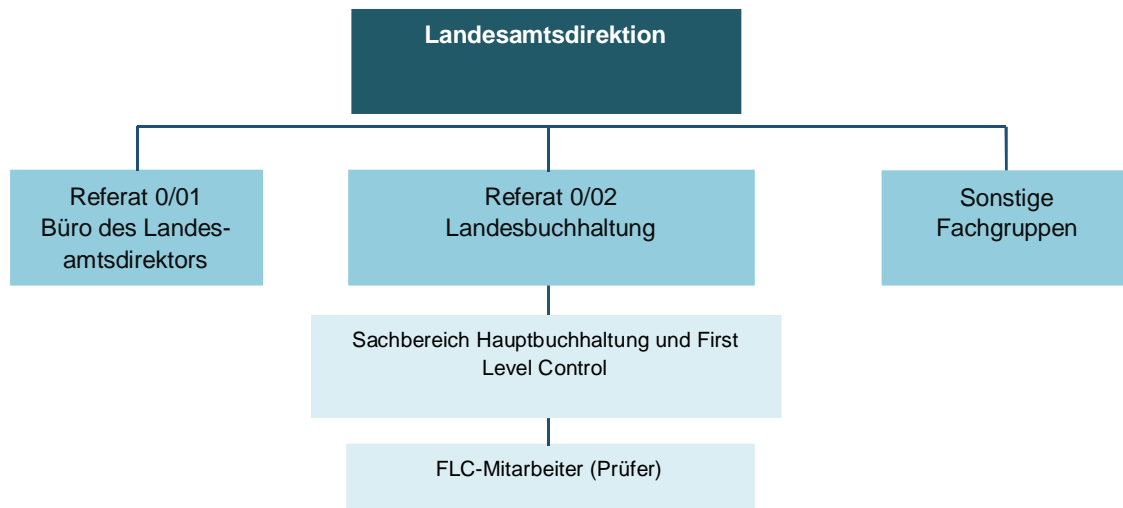 Landesamtsdirektion
Referat 0/01
Büro des Landes-
amtsdirektors
Referat 0/02
Landesbuchhaltung
Sonstige
Fachgruppen
Sachbereich Hauptbuchhaltung und First
Level Control
FLC-Mitarbeiter (Prüfer)